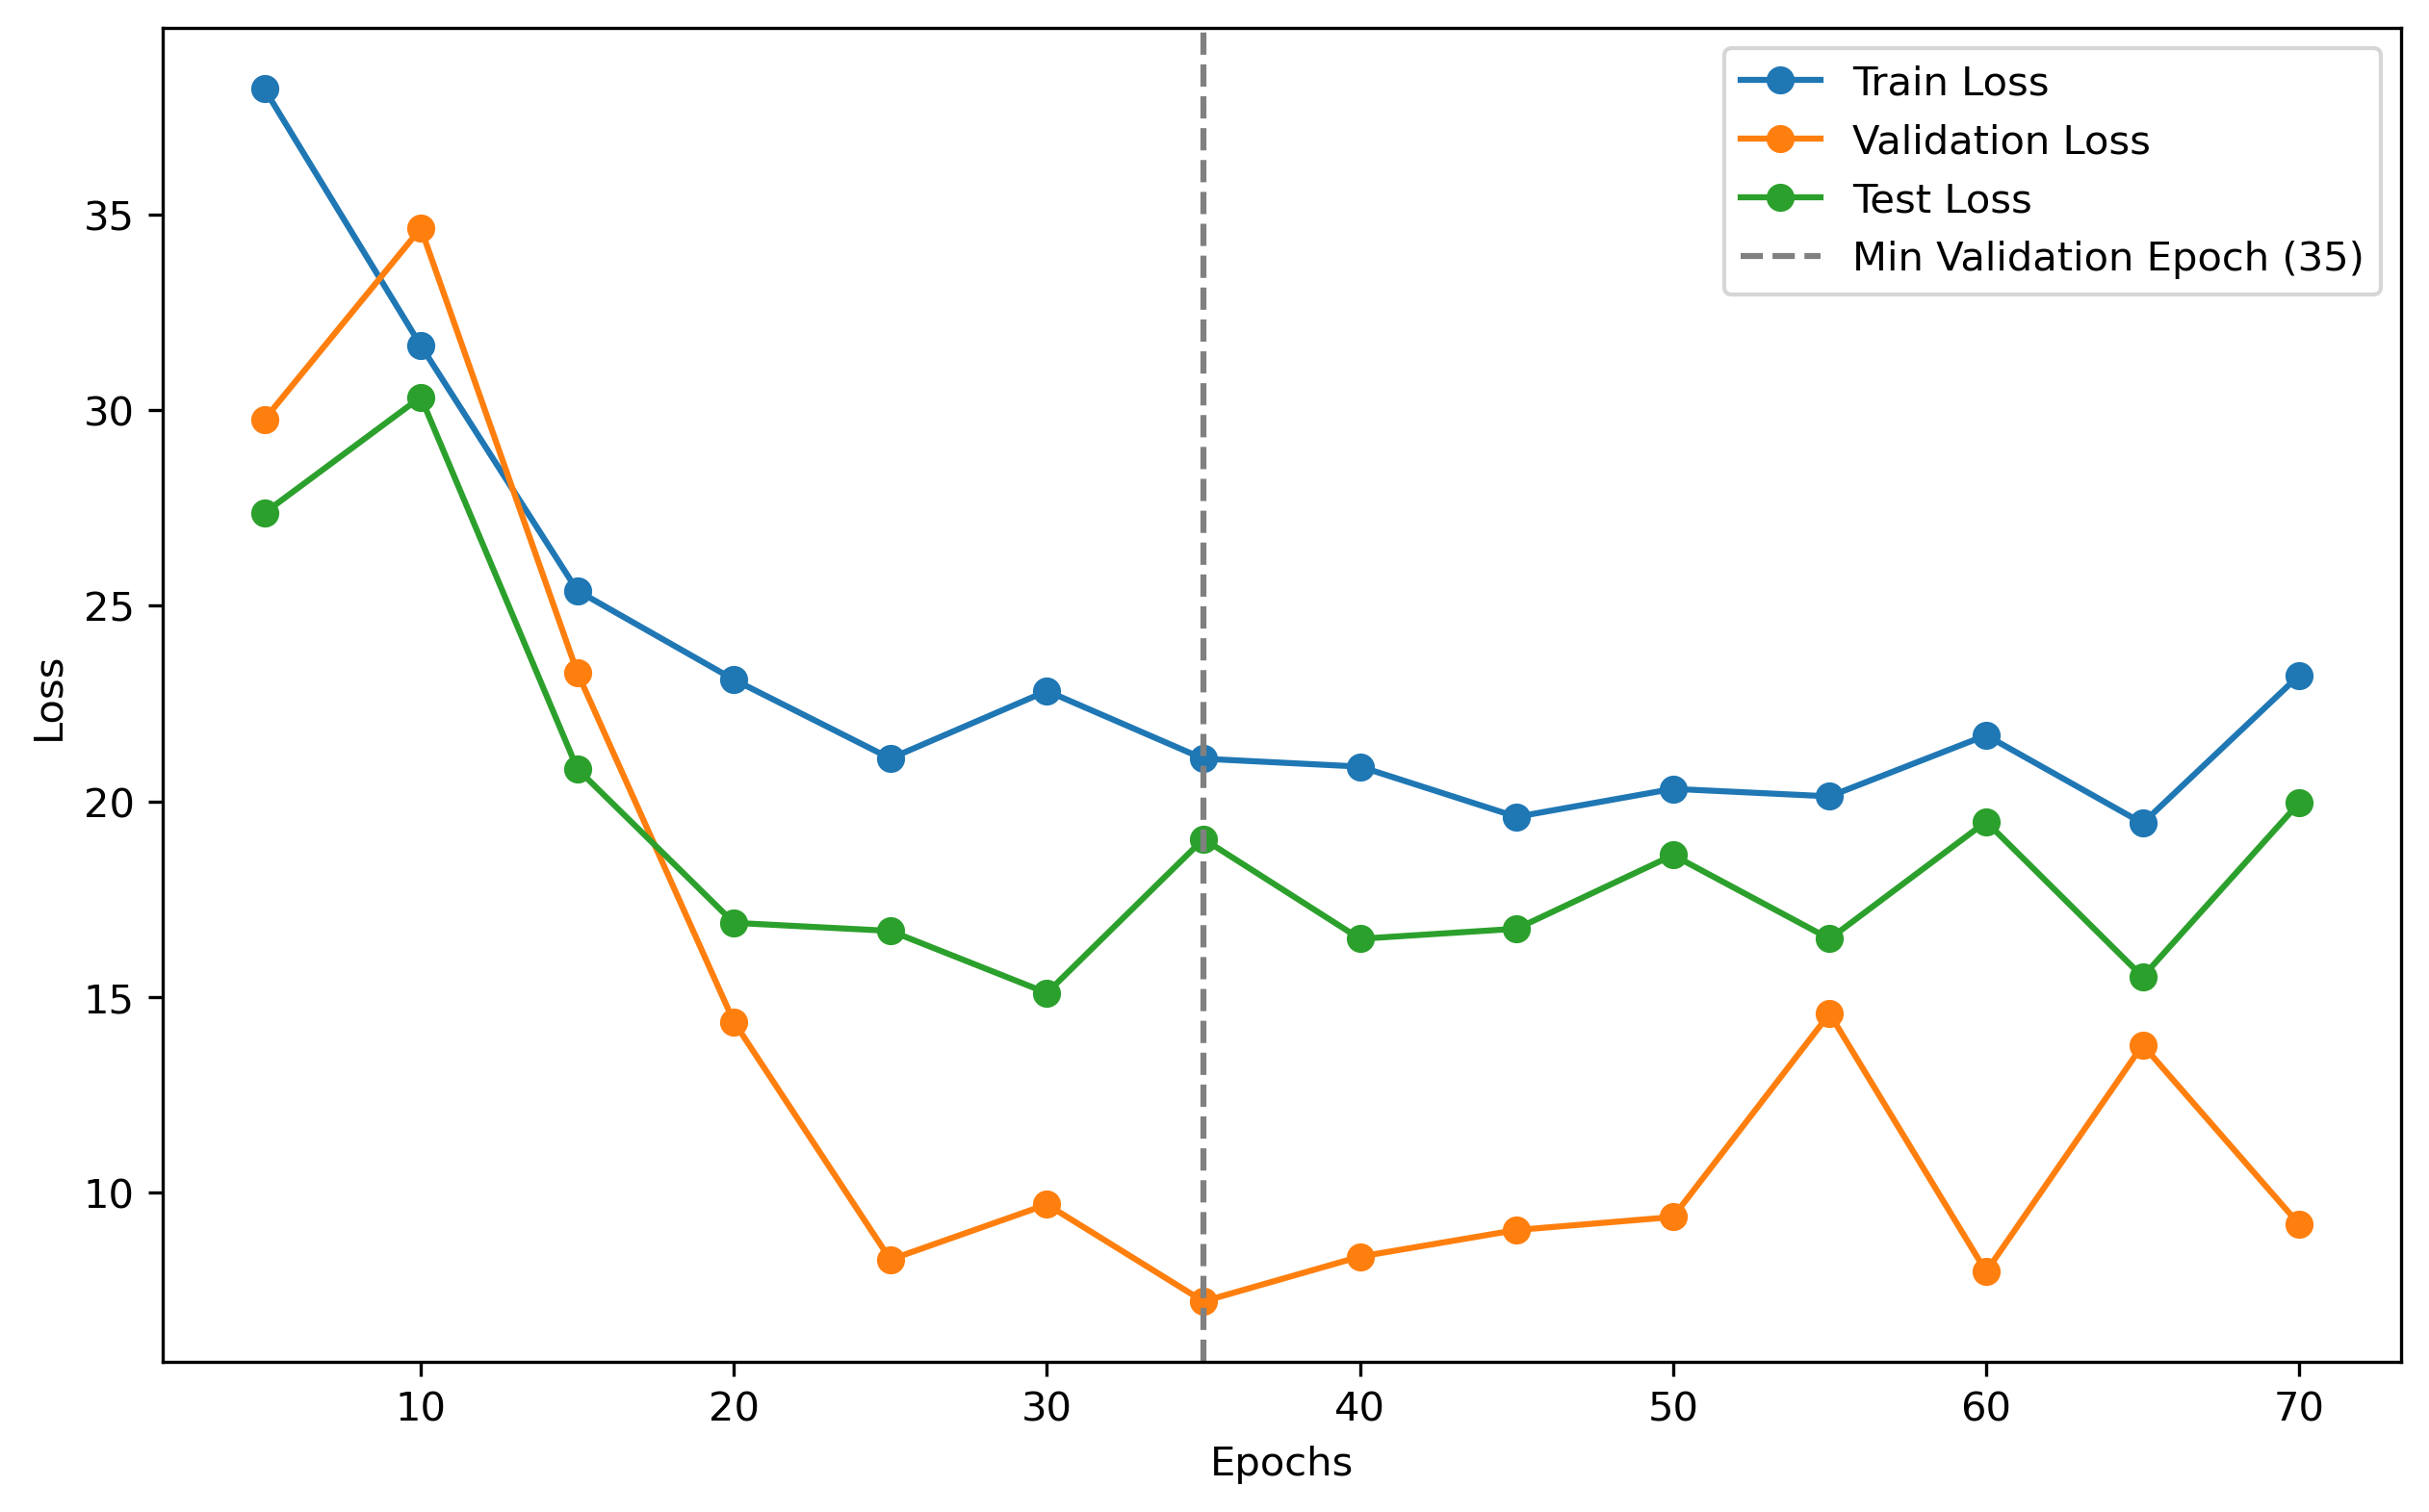 Train Loss
Validation Loss
Test Loss
Min Validation Epoch (35)
35
30
25
20
15
10
Loss
10 20 30 40 50 60 70
Epochs